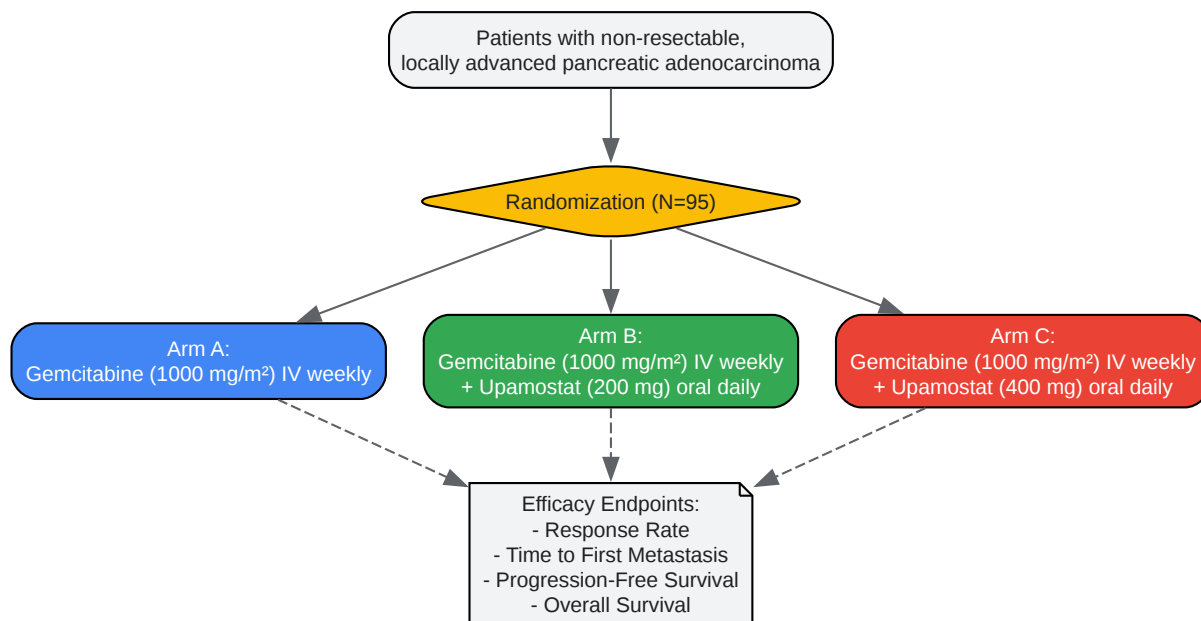 Patients with non-resectable,
locally advanced pancreatic adenocarcinoma
Randomization (N=95)
Arm A:
Gemcitabine (1000 mg/m²) IV weekly
Arm B:
Gemcitabine (1000 mg/m²) IV weekly
+ Upamostat (200 mg) oral daily
Arm C:
Gemcitabine (1000 mg/m²) IV weekly
+ Upamostat (400 mg) oral daily
Efficacy Endpoints:
- Response Rate
- Time to First Metastasis
- Progression-Free Survival
- Overall Survival